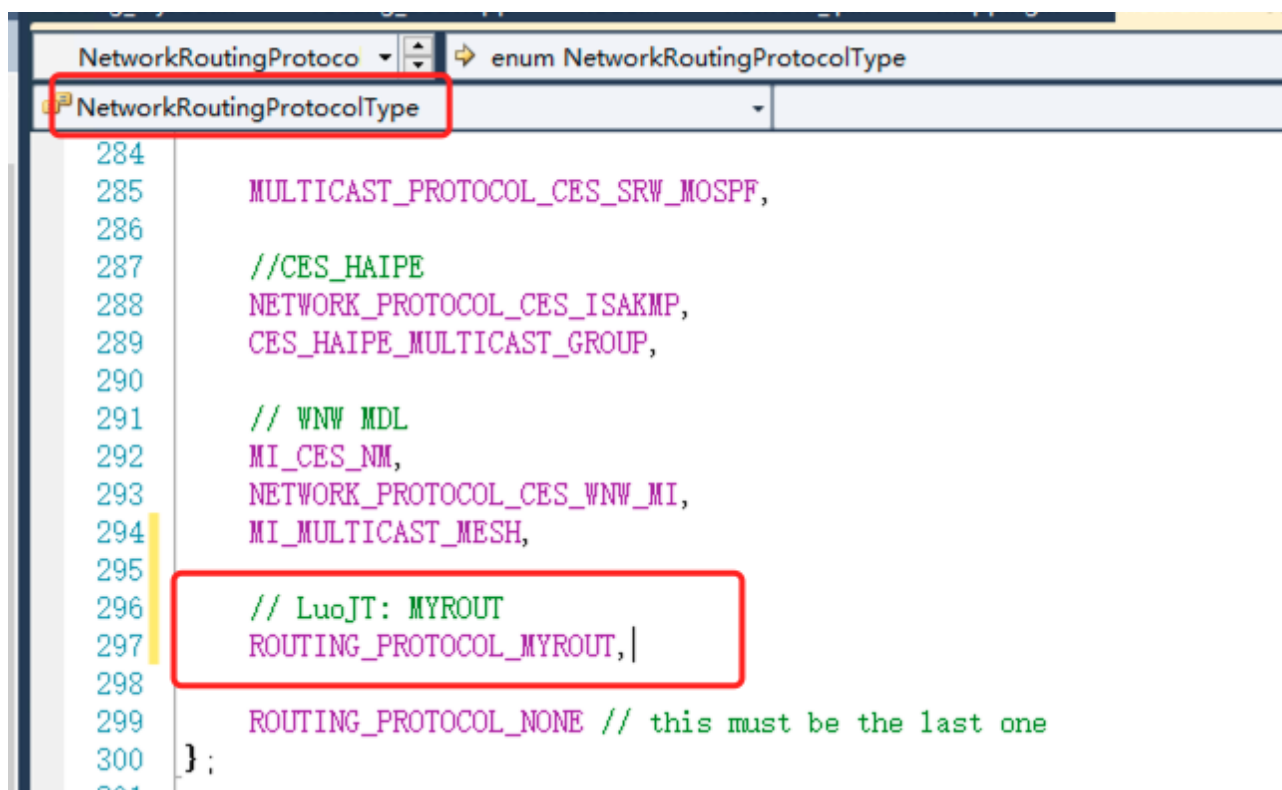 NetworkRoutingProtoco
enum NetworkRoutingProtocolType
NetworkRoutingProtocolType
284
285 MULTICAST_PROTOCOL_CES_SRW_MOSPF,
286
287 //CES_HAIPE
288 NETWORK_PROTOCOL_CES_ISAKMP,
289 CES_HAIPE_MULTICAST_GROUP,
290
291 // WNW MDL
292 MI_CES_NM,
293 NETWORK_PROTOCOL_CES_WNW_MI,
294 MI_MULTICAST_MESH,
295
296 // LuoJT: MYROUT
297 ROUTING_PROTOCOL_MYROUT,
298
299 ROUTING_PROTOCOL_NONE // this must be the last one
300 };